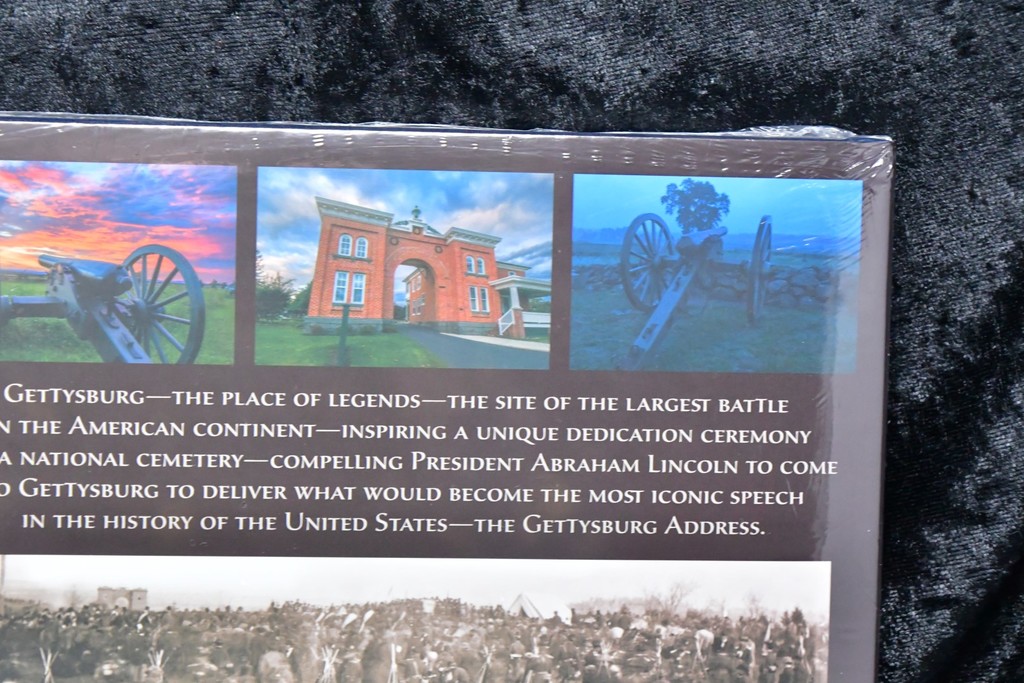 Gettysburg—the place of legends—the site of the largest battle
n the American continent—inspiring a unique dedication ceremony
a national cemetery—compelling President Abraham Lincoln to come
o Gettysburg to deliver what would become the most iconic speech
in the history of the United States—the Gettysburg Address.